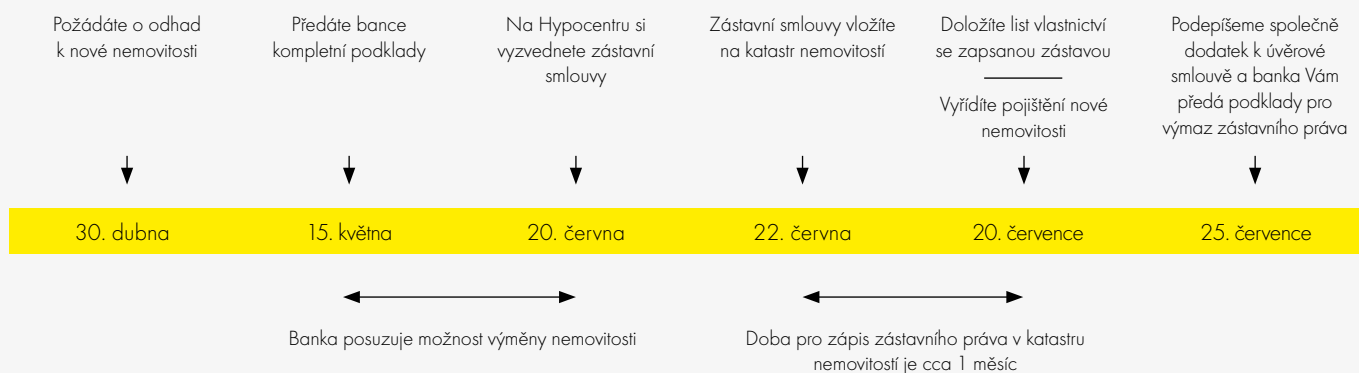 Požádáte o odhad
k nové nemovitosti
Předáte bance
kompletní podklady
Na Hypocentru si
vyzvednete zástavní
smlouvy
Zástavní smlouvy vložíte
na katastr nemovitostí
Doložíte list vlastnictví
se zapsanou zástavou
Vyřídíte pojištění nové
nemovitosti
Podepíšeme společně
dodatek k úvěrové
smlouvě a banka Vám
předá podklady pro
výmaz zástavního práva
30. dubna
15. května
20. června
22. června
20. července
25. července
Banka posuzuje možnost výměny nemovitosti
Doba pro zápis zástavního práva v katastru
nemovitostí je cca 1 měsíc